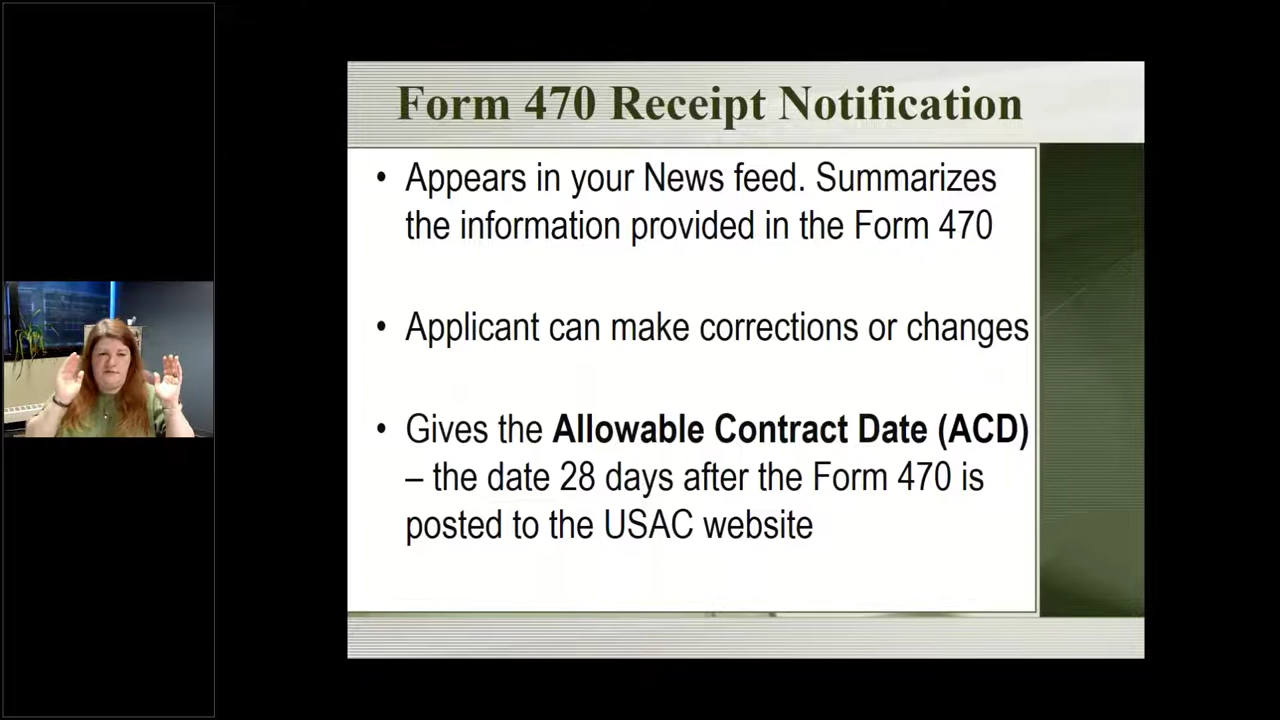 Form 470 Receipt Notification
• Appears in your News feed. Summarizes
the information provided in the Form 470
• Applicant can make corrections or changes
• Gives the Allowable Contract Date (ACD)
– the date 28 days after the Form 470 is
posted to the USAC website